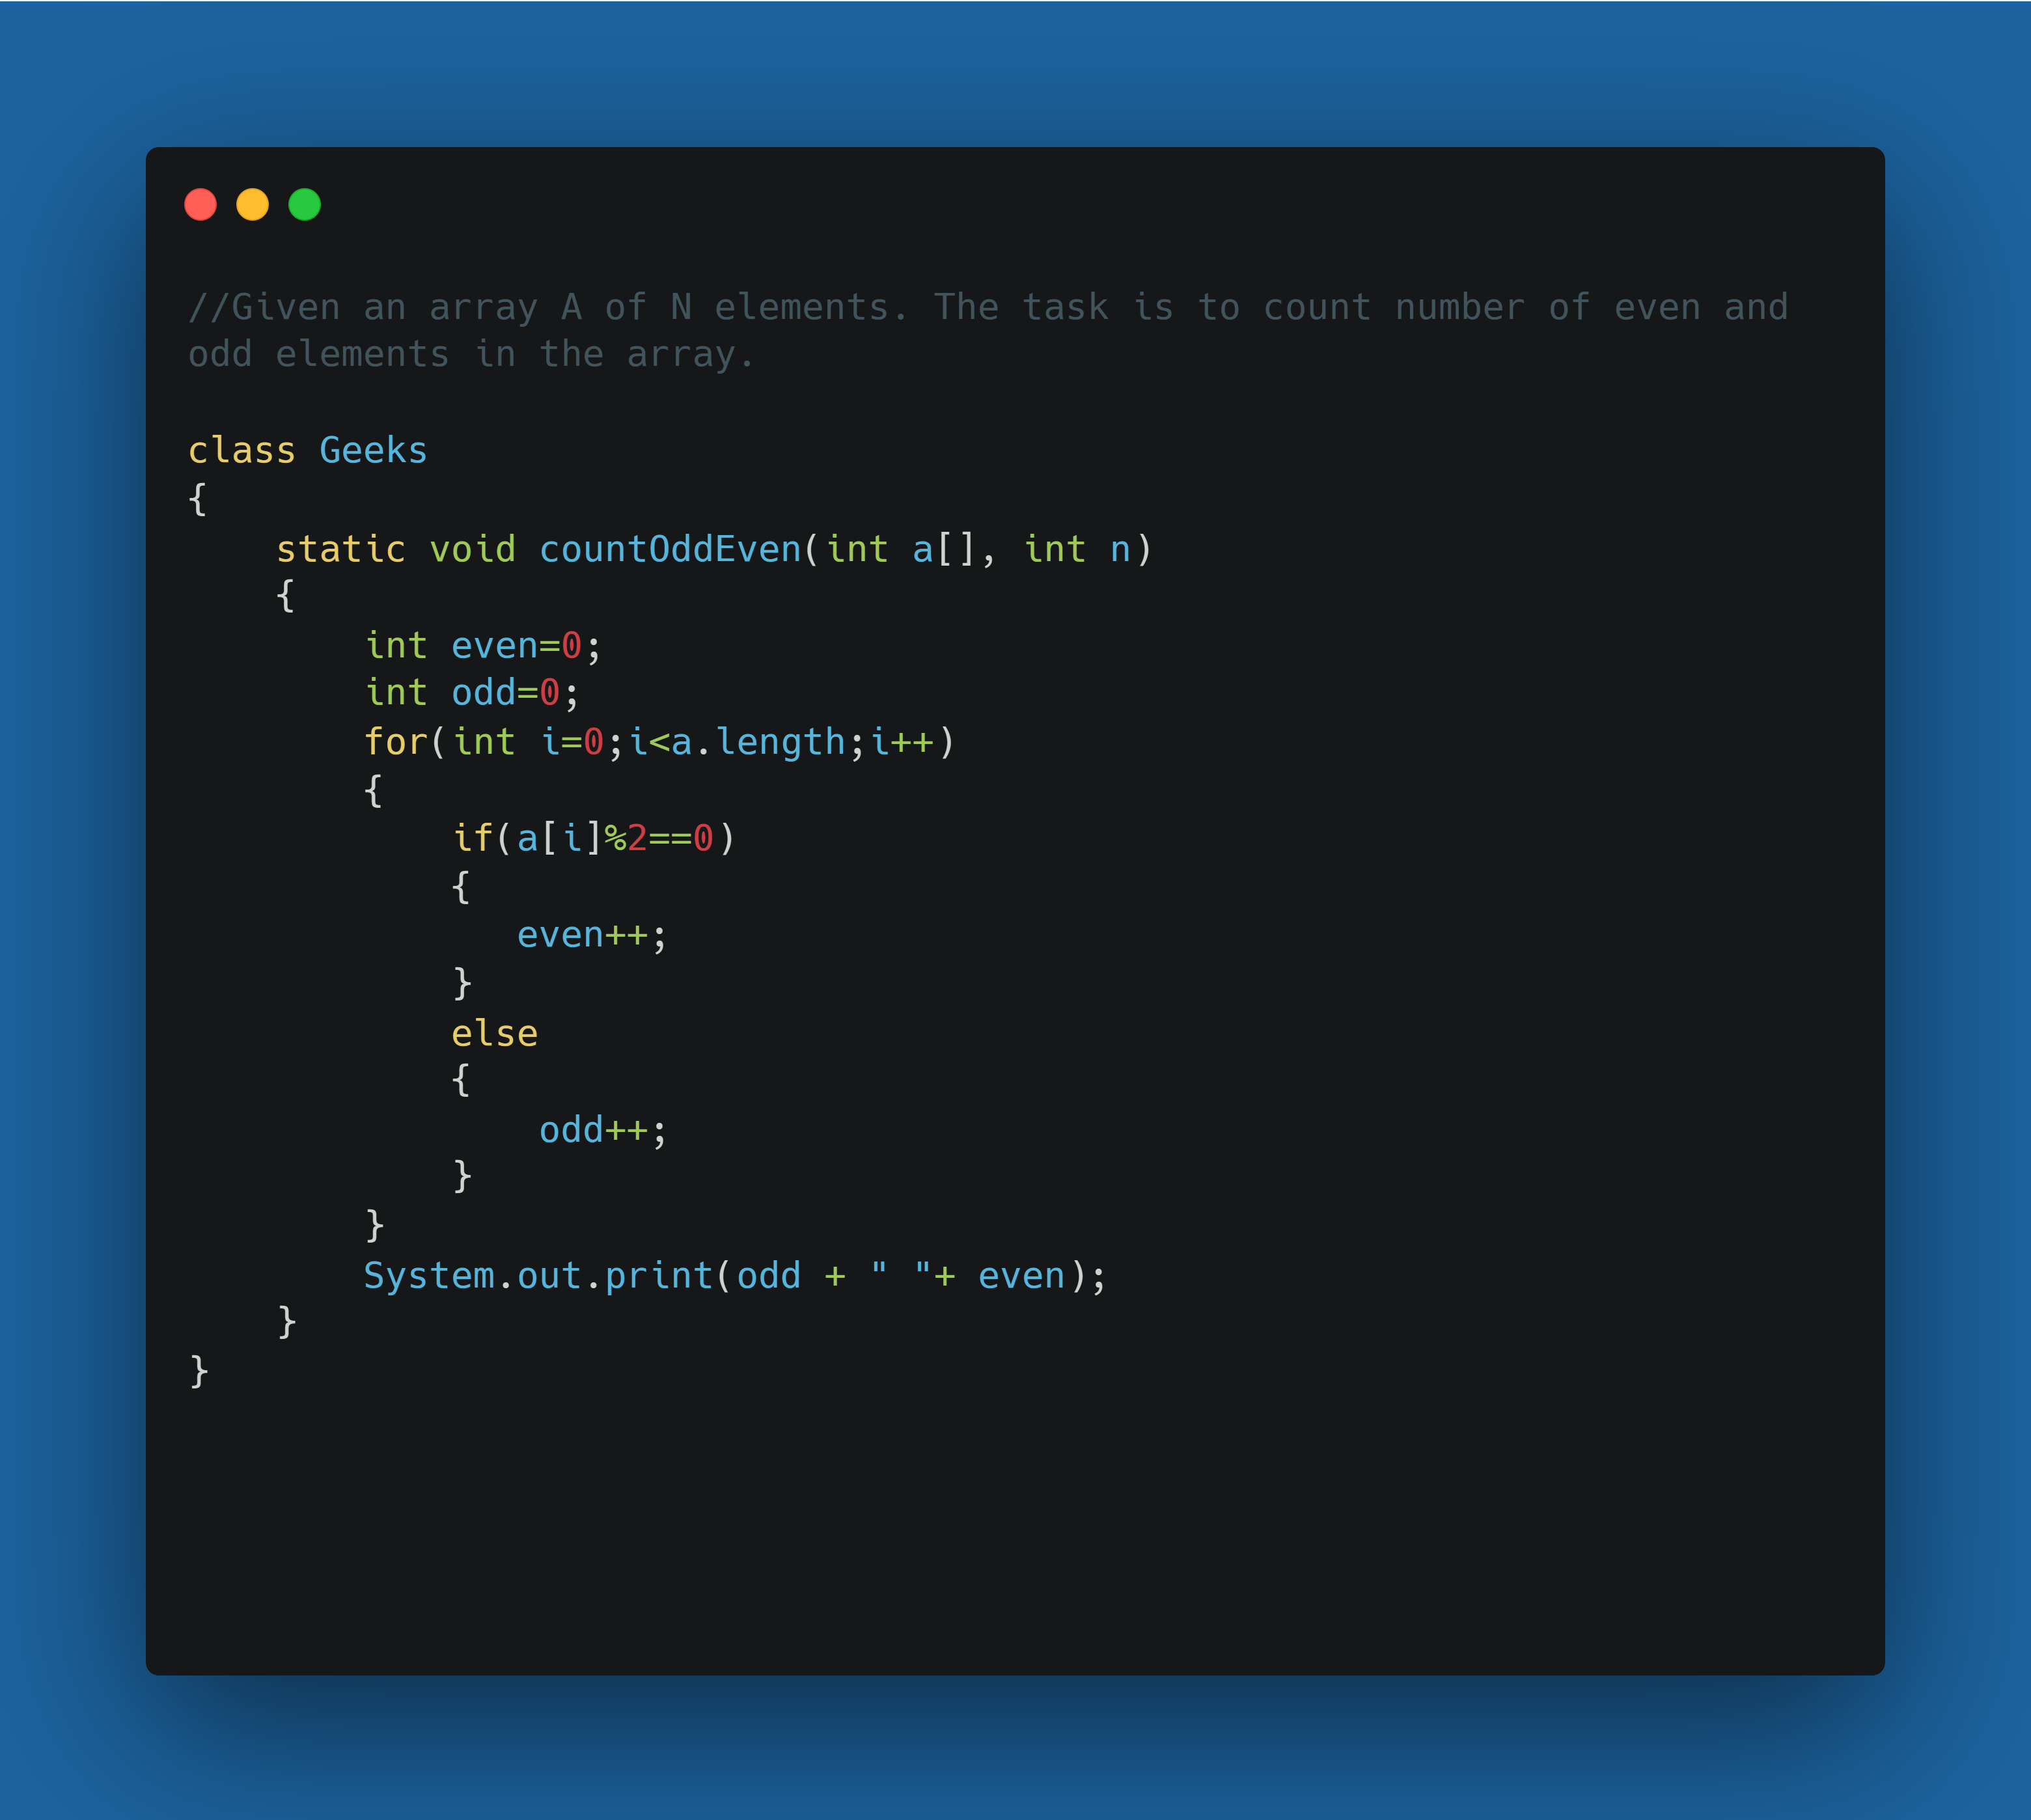 //Given an array A of N elements. The task is to count number of even and
odd elements in the array.

class Geeks
{
    static void countOddEven(int a[], int n)
    {
        int even=0;
        int odd=0;
        for(int i=0;i<a.length;i++)
        {
            if(a[i]%2==0)
            {
               even++;
            }
            else
            {
                odd++;
            }
        }
        System.out.print(odd + " "+ even);
    }
}